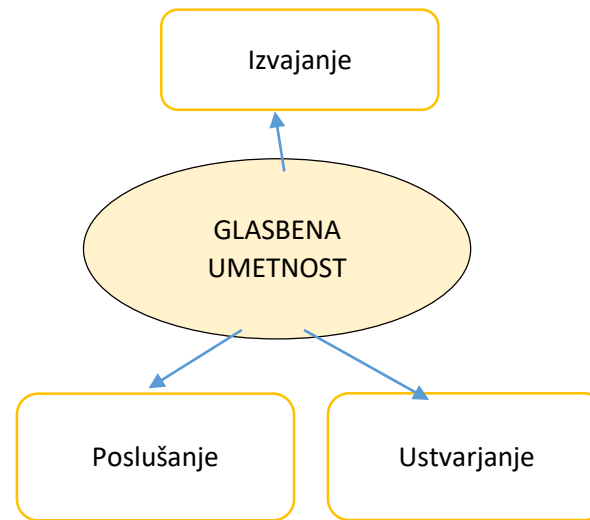 Izvajanje
GLASBENA
UMETNOST
Poslušanje
Ustvarjanje